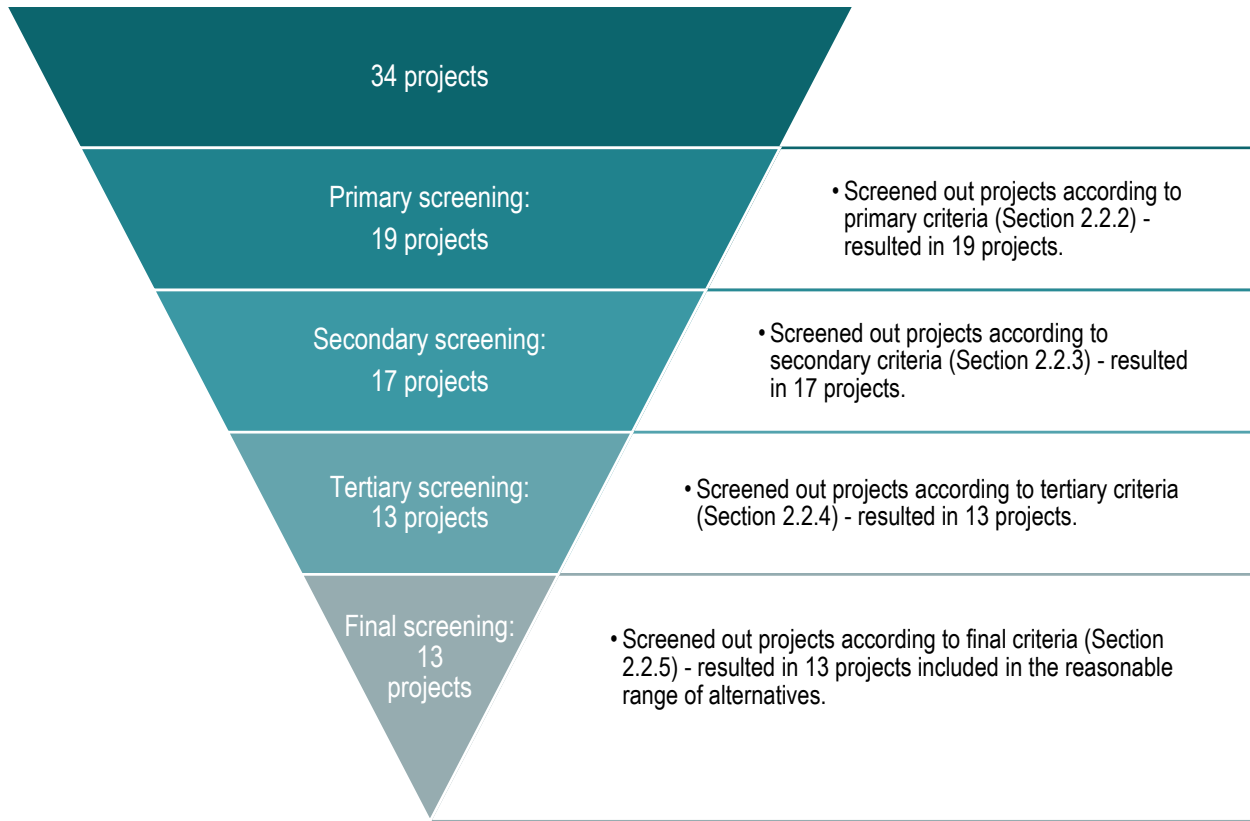 34 projects
Primary screening:
19 projects
• Screened out projects according to
primary criteria (Section 2.2.2) -
resulted in 19 projects.
Secondary screening:
17 projects
• Screened out projects according to
secondary criteria (Section 2.2.3) - resulted
in 17 projects.
Tertiary screening:
13 projects
• Screened out projects according to tertiary criteria
(Section 2.2.4) - resulted in 13 projects.
Final screening:
13
projects
• Screened out projects according to final criteria (Section
2.2.5) - resulted in 13 projects included in the reasonable
range of alternatives.